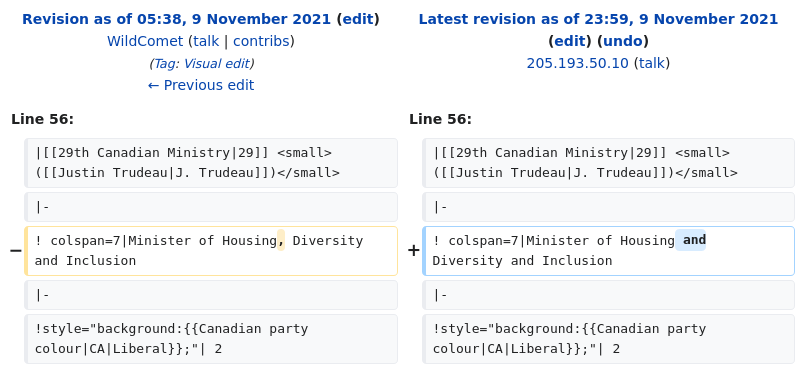 Revision as of 05:38, 9 November 2021 (edit)
WildComet (talk | contribs)
(Tag: Visual edit)
← Previous edit
Latest revision as of 23:59, 9 November 2021
(edit) (undo)
205.193.50.10 (talk)
Line 56:
|[[29th Canadian Ministry|29]] <small>
([[Justin Trudeau|J. Trudeau]])</small>
|-
− ! colspan=7|Minister of Housing, Diversity
and Inclusion
|-
!style="background:{{Canadian party
colour|CA|Liberal}};"| 2
Line 56:
|[[29th Canadian Ministry|29]] <small>
([[Justin Trudeau|J. Trudeau]])</small>
|-
+ ! colspan=7|Minister of Housing and
Diversity and Inclusion
|-
!style="background:{{Canadian party
colour|CA|Liberal}};"| 2